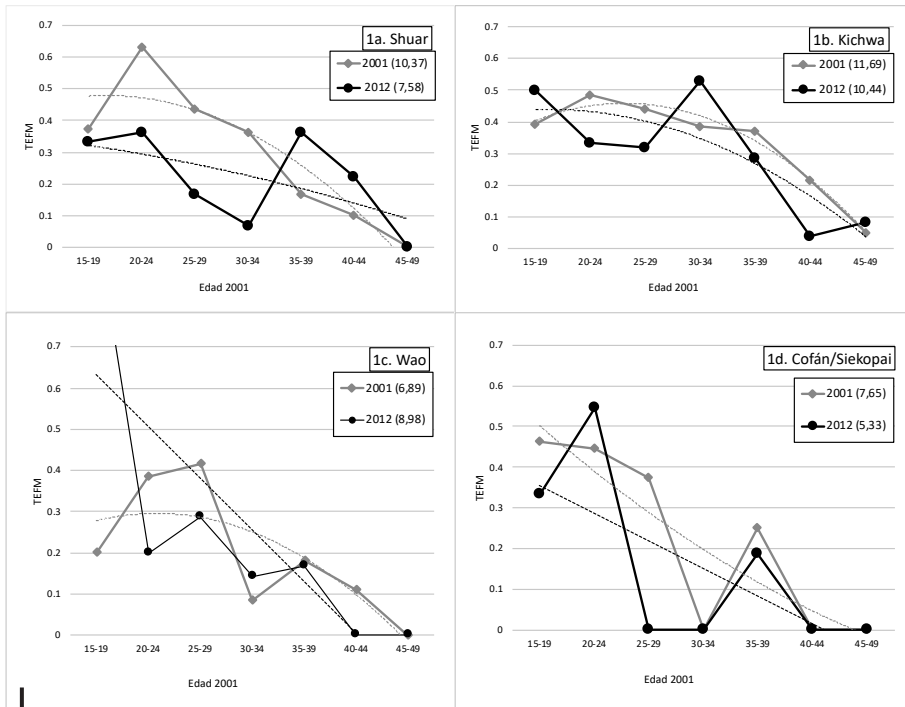 1a. Shuar
2001 (10,37)
2012 (7,58)
TEFM
0.7
0.6
0.5
0.4
0.3
0.2
0.1
0
15-19 20-24 25-29 30-34 35-39 40-44 45-49
Edad 2001
1b. Kichwa
2001 (11,69)
2012 (10,44)
TEFM
0.7
0.6
0.5
0.4
0.3
0.2
0.1
0
15-19 20-24 25-29 30-34 35-39 40-44 45-49
Edad 2001
1c. Wao
2001 (6,89)
2012 (8,98)
TEFM
0.7
0.6
0.5
0.4
0.3
0.2
0.1
0
15-19 20-24 25-29 30-34 35-39 40-44 45-49
Edad 2001
1d. Cofán/Siekopai
2001 (7,65)
2012 (5,33)
TEFM
0.7
0.6
0.5
0.4
0.3
0.2
0.1
0
15-19 20-24 25-29 30-34 35-39 40-44 45-49
Edad 2001